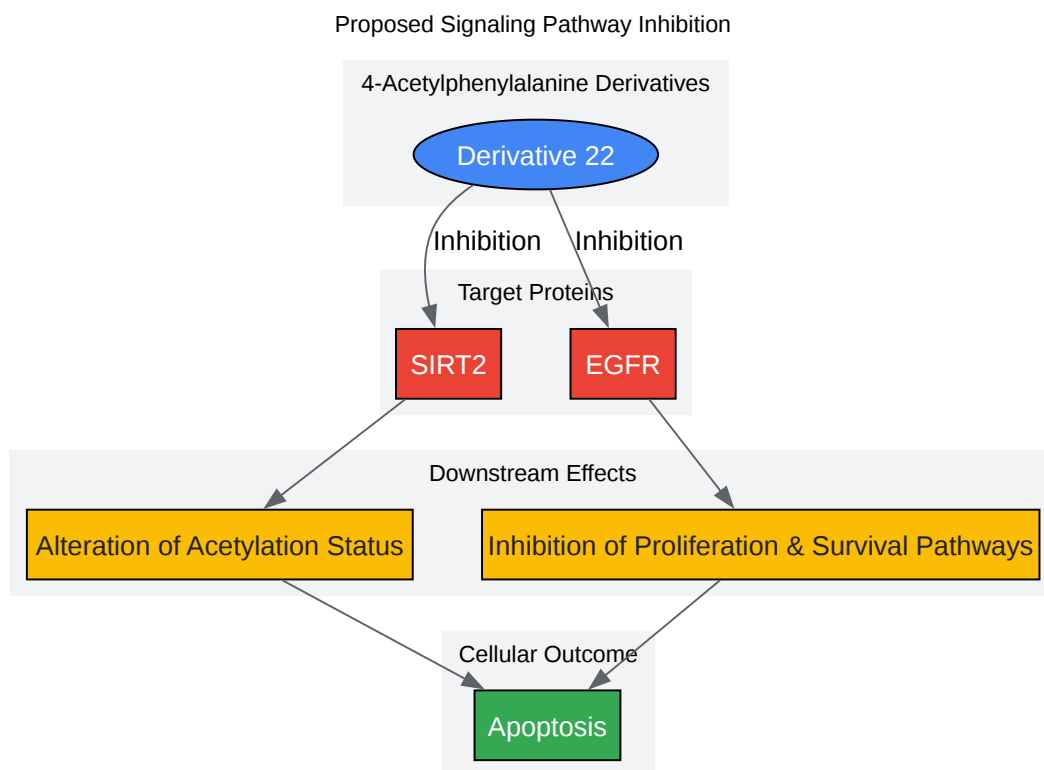 Proposed Signaling Pathway Inhibition
4-Acetylphenylalanine Derivatives
Derivative 22
Inhibition
Inhibition
Target Proteins
SIRT2
EGFR
Downstream Effects
Alteration of Acetylation Status
Inhibition of Proliferation & Survival Pathways
Cellular Outcome
Apoptosis